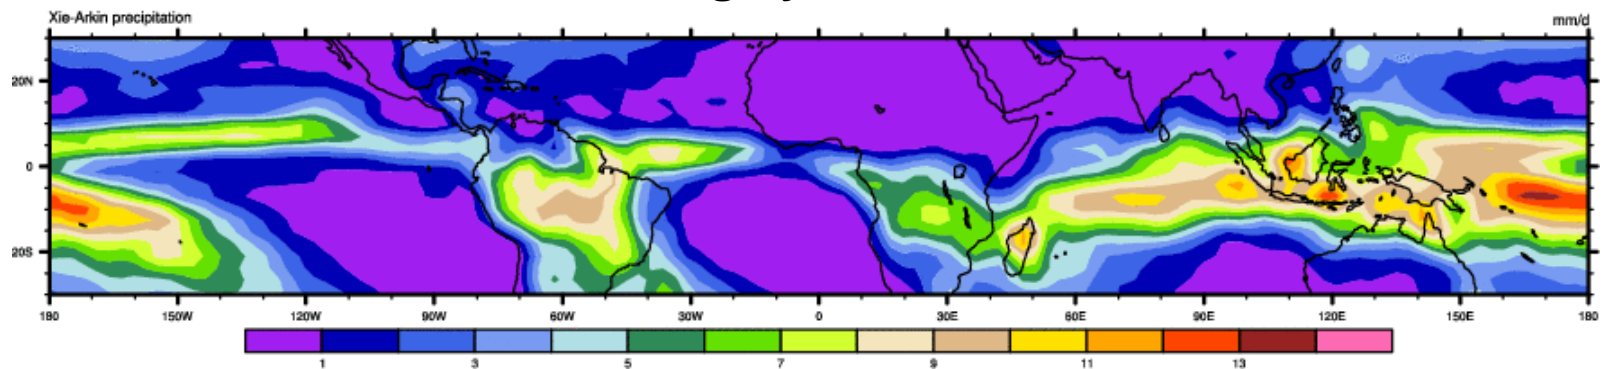 Xie-Arkin precipitation mm/d
20N
0
20S
180 150W 120W 90W 60W 30W 0 30E 60E 90E 120E 150E 180
1 3 5 7 9 11 13